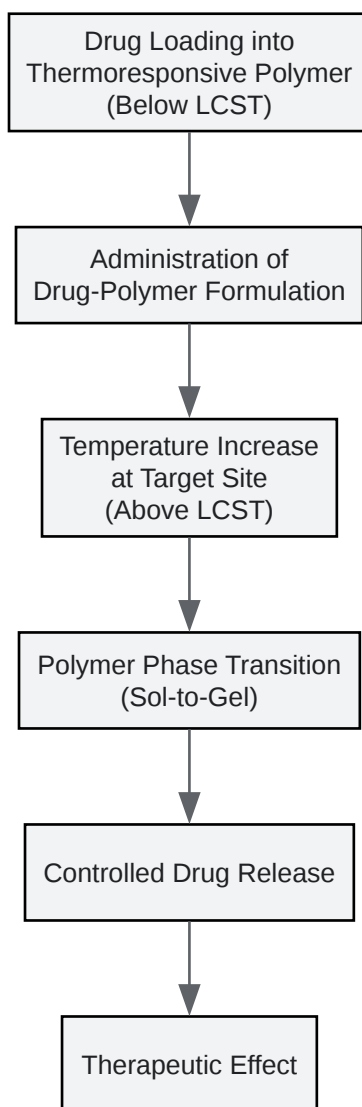 Drug Loading into
Thermoresponsive Polymer
(Below LCST)
Administration of
Drug-Polymer Formulation
Temperature Increase
at Target Site
(Above LCST)
Polymer Phase Transition
(Sol-to-Gel)
Controlled Drug Release
Therapeutic Effect